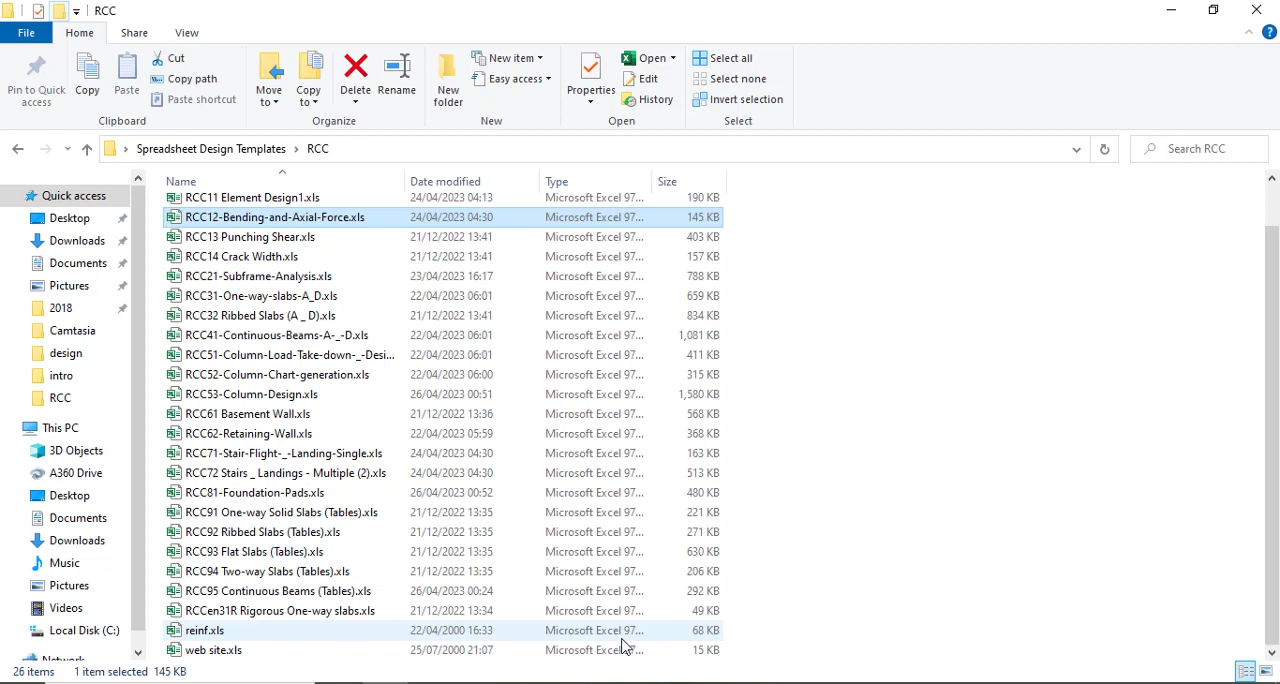 RCC
File Home Share View
Pin to Quick access
Copy
Paste
Cut
Copy path
Paste shortcut
Clipboard
Move to
Copy to
Delete
Rename
Organize
New folder
New item
Easy access
New
Properties
Open
Edit
History
Open
Select all
Select none
Invert selection
Select
Spreadsheet Design Templates › RCC
Search RCC
Quick access
Desktop
Downloads
Documents
Pictures
2018
Camtasia
design
intro
RCC
This PC
3D Objects
A360 Drive
Desktop
Documents
Downloads
Music
Pictures
Videos
Local Disk (C:)
Network
Name Date modified Type Size
RCC11 Element Design1.xls 24/04/2023 04:13 Microsoft Excel 97... 190 KB
RCC12-Bending-and-Axial-Force.xls 24/04/2023 04:30 Microsoft Excel 97... 145 KB
RCC13 Punching Shear.xls 21/12/2022 13:41 Microsoft Excel 97... 403 KB
RCC14 Crack Width.xls 21/12/2022 13:41 Microsoft Excel 97... 157 KB
RCC21-Subframe-Analysis.xls 23/04/2023 16:17 Microsoft Excel 97... 788 KB
RCC31-One-way-slabs-A_D.xls 22/04/2023 06:01 Microsoft Excel 97... 659 KB
RCC32 Ribbed Slabs (A _ D).xls 21/12/2022 13:41 Microsoft Excel 97... 834 KB
RCC41-Continuous-Beams-A-_-D.xls 22/04/2023 06:01 Microsoft Excel 97... 1,081 KB
RCC51-Column-Load-Take-down-_-Desi... 22/04/2023 06:01 Microsoft Excel 97... 411 KB
RCC52-Column-Chart-generation.xls 22/04/2023 06:00 Microsoft Excel 97... 315 KB
RCC53-Column-Design.xls 26/04/2023 00:51 Microsoft Excel 97... 1,580 KB
RCC61 Basement Wall.xls 21/12/2022 13:36 Microsoft Excel 97... 568 KB
RCC62-Retaining-Wall.xls 22/04/2023 05:59 Microsoft Excel 97... 368 KB
RCC71-Stair-Flight-_-Landing-Single.xls 24/04/2023 04:30 Microsoft Excel 97... 163 KB
RCC72 Stairs _ Landings - Multiple (2).xls 24/04/2023 04:30 Microsoft Excel 97... 513 KB
RCC81-Foundation-Pads.xls 26/04/2023 00:52 Microsoft Excel 97... 480 KB
RCC91 One-way Solid Slabs (Tables).xls 21/12/2022 13:35 Microsoft Excel 97... 221 KB
RCC92 Ribbed Slabs (Tables).xls 21/12/2022 13:35 Microsoft Excel 97... 271 KB
RCC93 Flat Slabs (Tables).xls 21/12/2022 13:35 Microsoft Excel 97... 630 KB
RCC94 Two-way Slabs (Tables).xls 21/12/2022 13:35 Microsoft Excel 97... 206 KB
RCC95 Continuous Beams (Tables).xls 26/04/2023 00:24 Microsoft Excel 97... 292 KB
RCCen31R Rigorous One-way slabs.xls 21/12/2022 13:34 Microsoft Excel 97... 49 KB
reinf.xls 22/04/2000 16:33 Microsoft Excel 97... 68 KB
web site.xls 25/07/2000 21:07 Microsoft Excel 97... 15 KB
26 items 1 item selected 145 KB